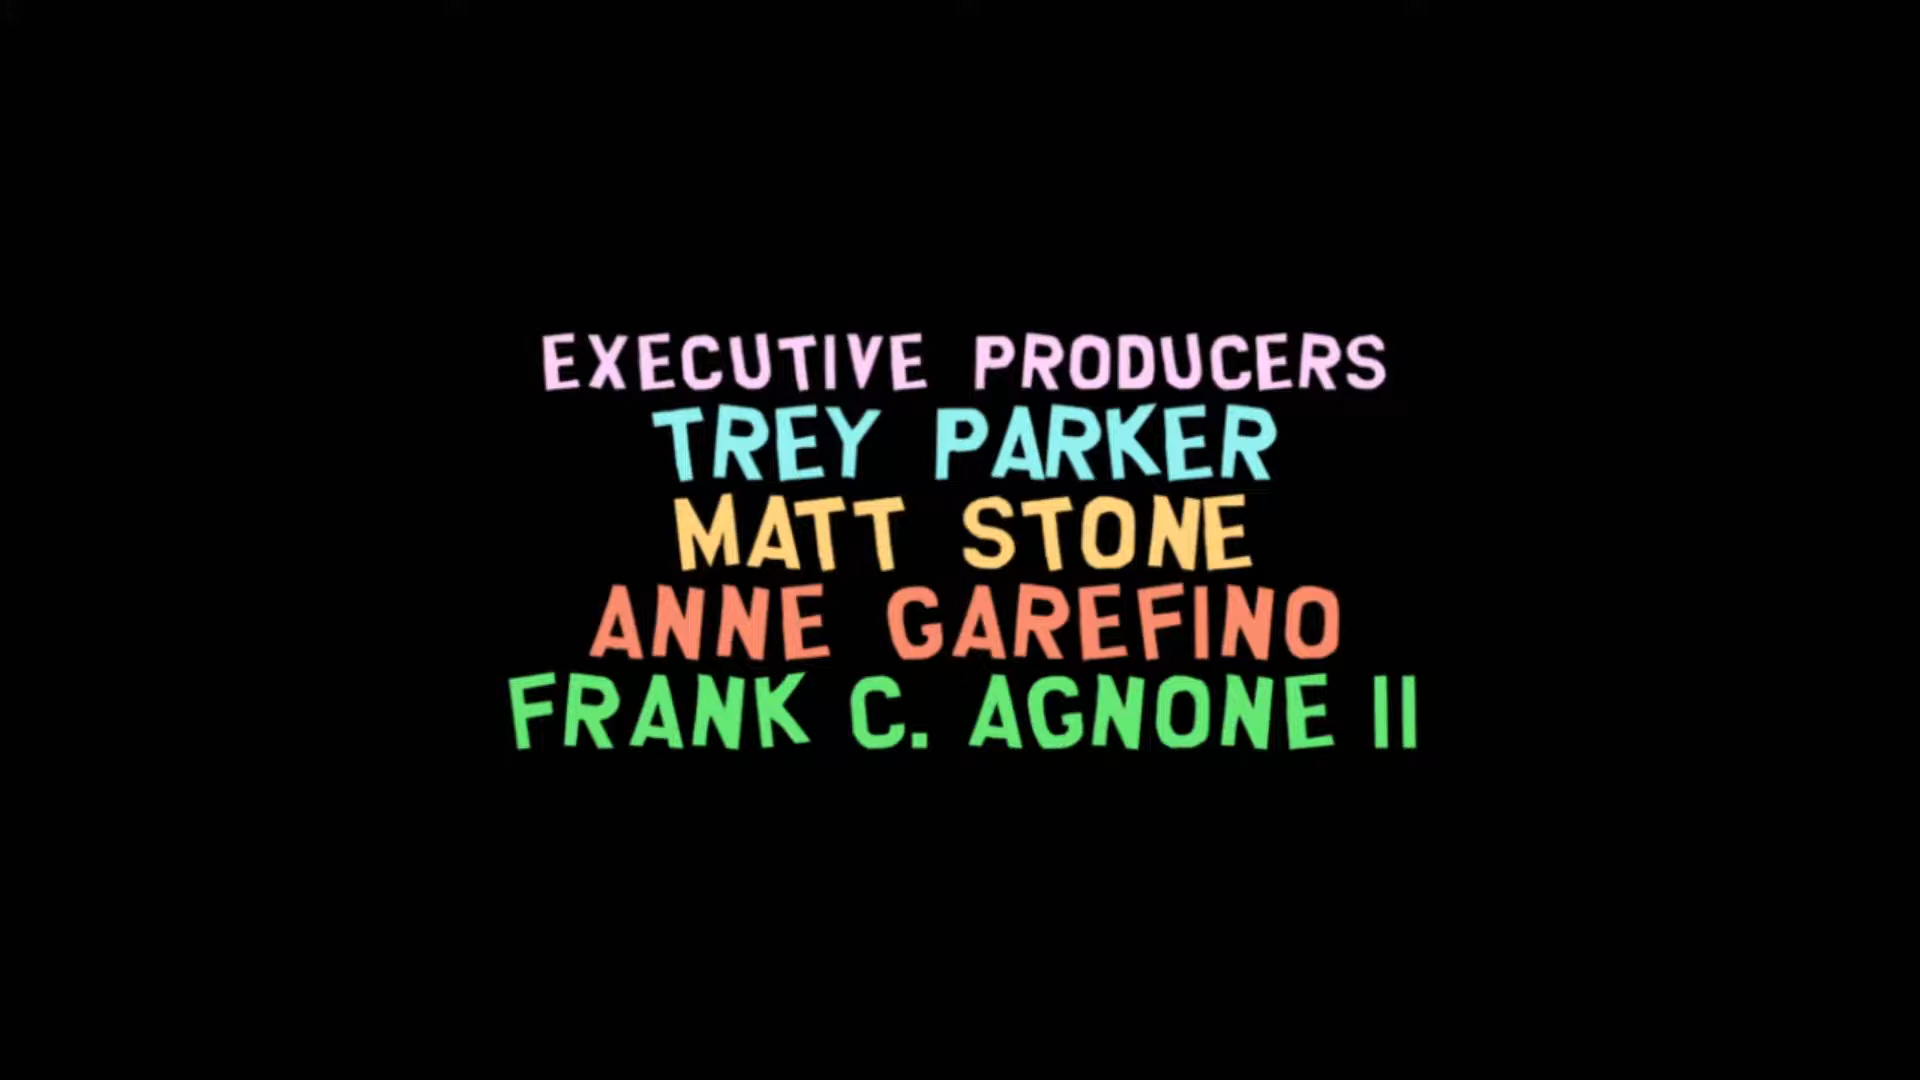 EXECUTIVE PRODUCERS
TREY PARKER
MATT STONE
ANNE GAREFINO
FRANK C. AGNONE II